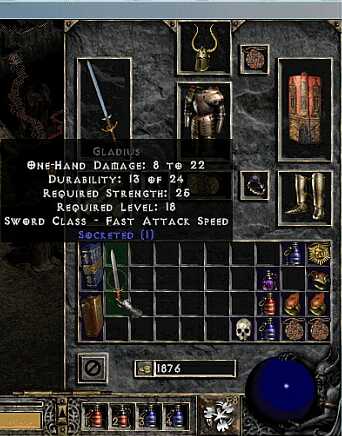 Gladius
One-Hand Damage: 8 to 22
Durability: 13 of 24
Required Strength: 25
Required Level: 18
Sword Class - Fast Attack Speed
Socketed (1)
1876